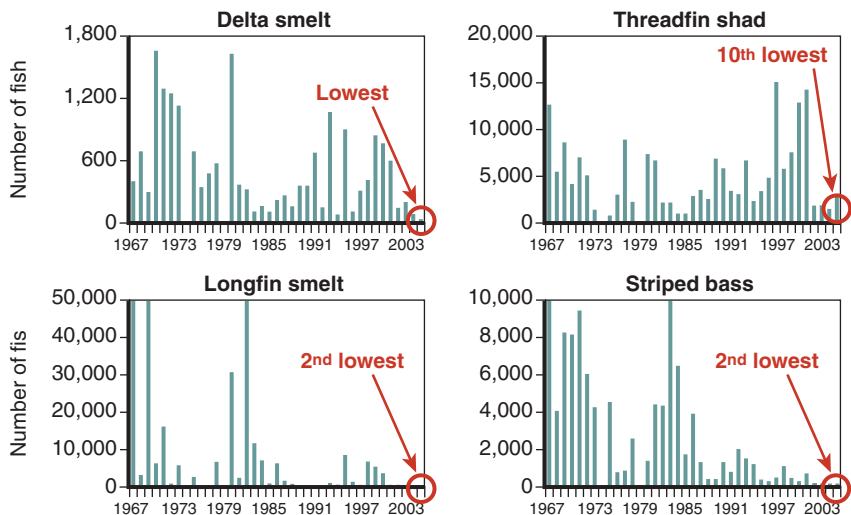 Delta smelt
Number of fish
1,800
1,200
600
0
Lowest
1967 1973 1979 1985 1991 1997 2003
Threadfin shad
20,000
15,000
10,000
5,000
0
10th lowest
1967 1973 1979 1985 1991 1997 2003
Longfin smelt
Number of fis
50,000
40,000
30,000
20,000
10,000
0
2nd lowest
1967 1973 1979 1985 1991 1997 2003
Striped bass
10,000
8,000
6,000
4,000
2,000
0
2nd lowest
1967 1973 1979 1985 1991 1997 2003